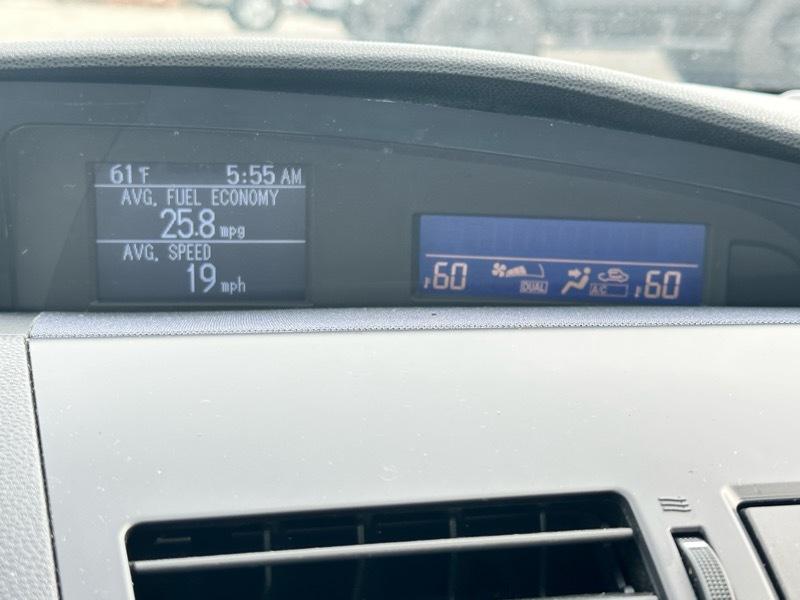 61°F 5:55 AM
AVG. FUEL ECONOMY
25.8 mpg
AVG. SPEED
19 mph
60 DUAL A/C 60